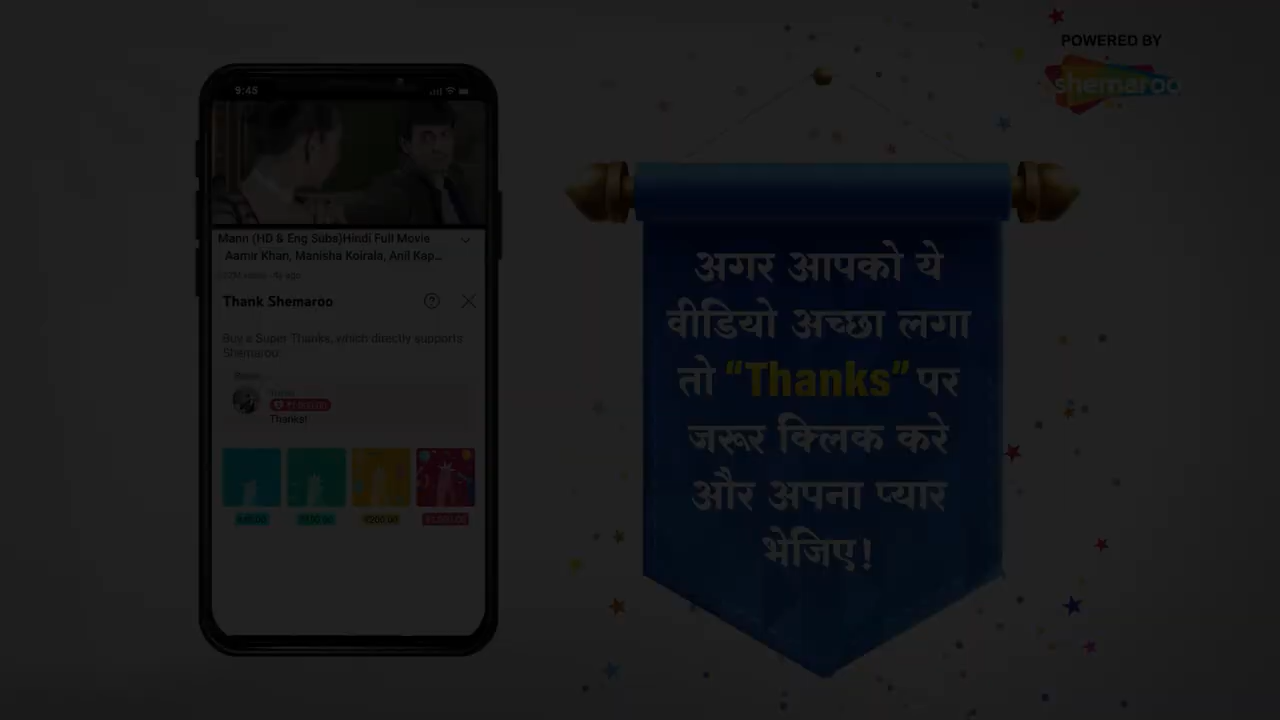 POWERED BY
shemaroo
9:45
Mann (HD & Eng Subs)Hindi Full Movie
Aamir Khan, Manisha Koirala, Anil Kap...
Thank Shemaroo
Buy a Super Thanks, which directly supports
Shemaroo
Thanks!
₹200.00
अगर आपको ये
वीडियो अच्छा लगा
तो “Thanks” पर
जरूर क्लिक करे
और अपना प्यार
भेजिए!